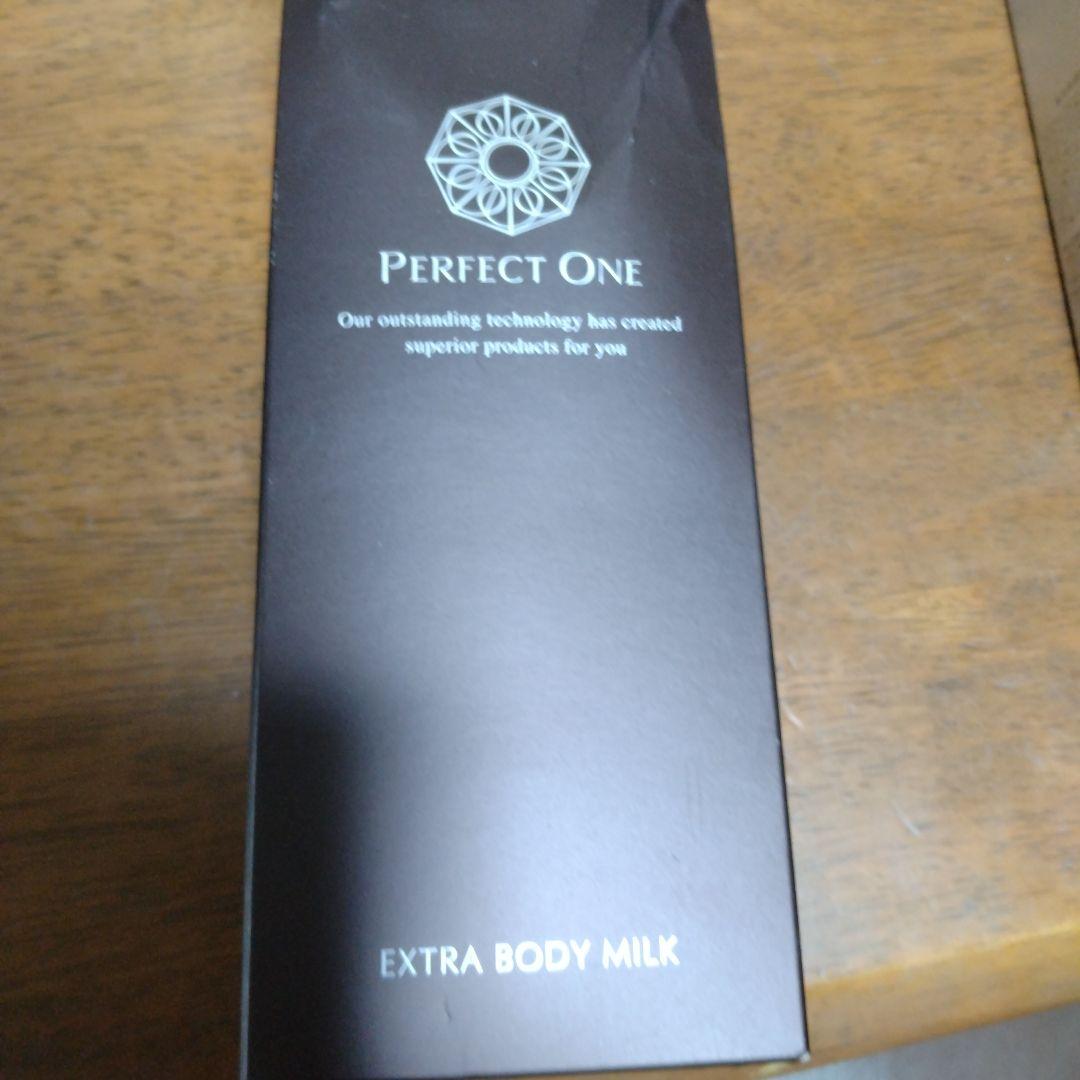 PERFECT ONE
Our outstanding technology has created
superior products for you
EXTRA BODY MILK